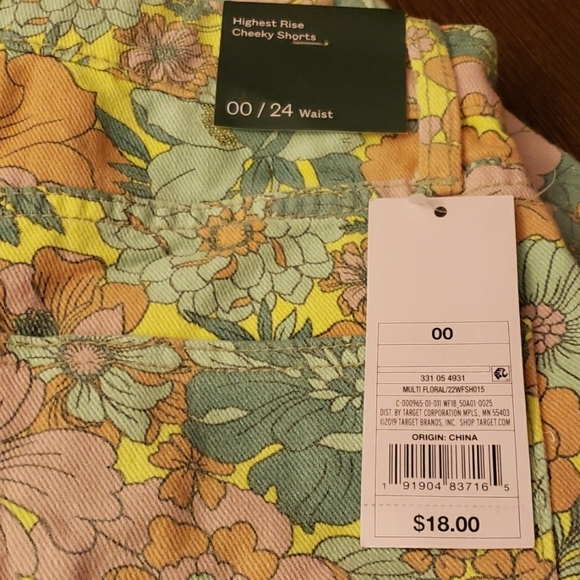 Highest Rise
Cheeky Shorts
00 / 24 Waist
00
331 05 4931
MULTI FLORAL/22WFSH015
C-000965-01-011 WF18_50A01-0025
DIST. BY TARGET CORPORATION MPLS., MN 55403
©2019 TARGET BRANDS, INC. SHOP TARGET.COM
ORIGIN: CHINA
1 91904 83716 5
$18.00